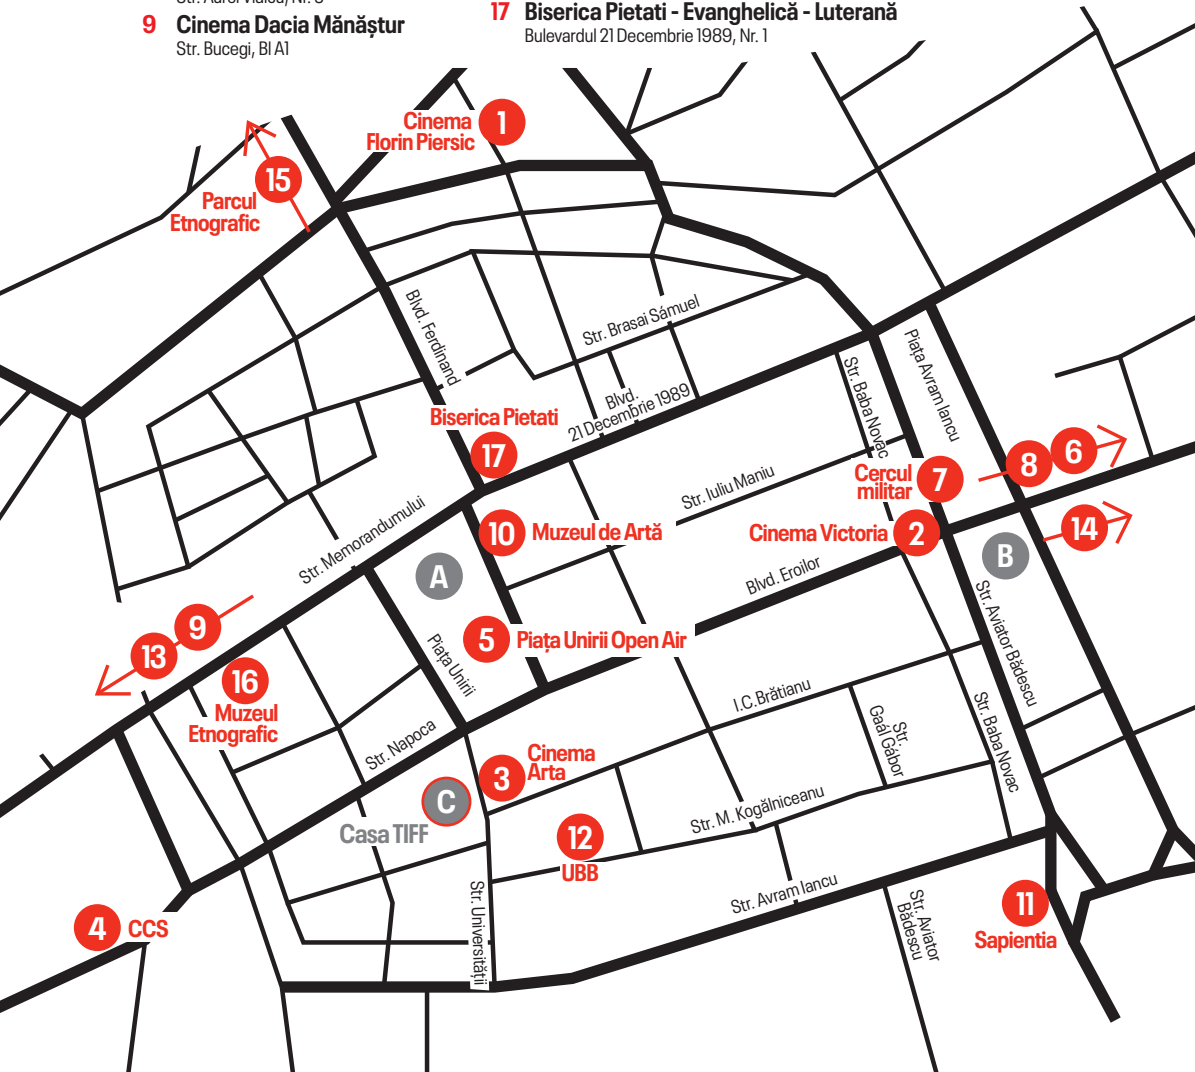 9 Cinema Dacia Mănăștur
Str. Bucegi, Bl A1
17 Biserica Pietati - Evanghelică - Luterană
Bulevardul 21 Decembrie 1989, Nr. 1
Cinema
Florin Piersic
1
15
Parcul
Etnografic
Blvd. Ferdinand
Str. Brasai Sámuel
Blvd.
21 Decembrie 1989
Piața Avram Iancu
Str. Baba Novac
Biserica Pietati
17
Cercul
militar
7
8
6
Str. Iuliu Maniu
Str. Memorandumului
10 Muzeul de Artă
Cinema Victoria 2
14
A
B
Blvd. Eroilor
9
13
5 Piața Unirii Open Air
Piața Unirii
Str. Aviator Bădescu
16
Muzeul
Etnografic
I.C.Brătianu
Str.
Gaál Gábor
Str. Baba Novac
Str. Napoca
3
Cinema
Arta
C
Casa TIFF
Str. M. Kogălniceanu
12
UBB
Str. Avram Iancu
Str. Universității
Str. Aviator
Bădescu
11
Sapientia
4 CCS